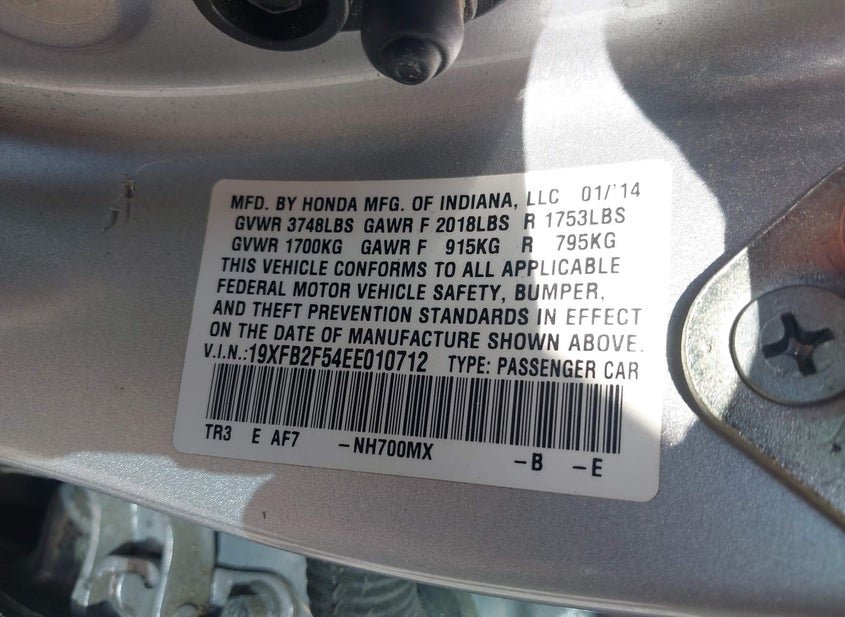 MFD. BY HONDA MFG. OF INDIANA, LLC 01/'14
GVWR 3748LBS GAWR F 2018LBS R 1753LBS
GVWR 1700KG GAWR F 915KG R 795KG
THIS VEHICLE CONFORMS TO ALL APPLICABLE
FEDERAL MOTOR VEHICLE SAFETY, BUMPER,
AND THEFT PREVENTION STANDARDS IN EFFECT
ON THE DATE OF MANUFACTURE SHOWN ABOVE.
V.I.N.:19XFB2F54EE010712 TYPE: PASSENGER CAR
TR3 E AF7 -NH700MX -B -E